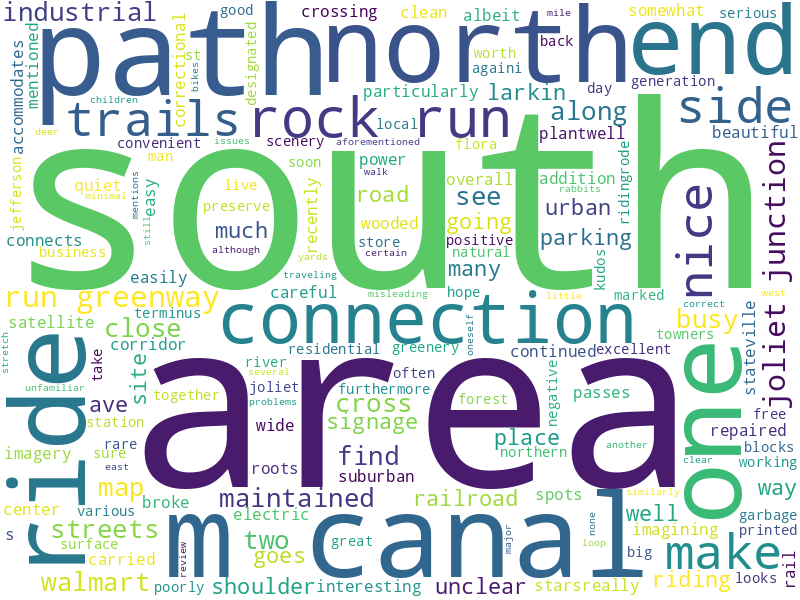 industrial
path
north
end
crossing
good
clean
albeit
somewhat
serious
mentioned
accommodates
correctional
st
bikes
designated
back
mile
worth
day
generation
againi
particularly
larkin
along
side
beautiful
children
trails
rock run
local
plantwell
deer
convenient
issues
aforementioned
scenery
flora
man
soon
power
walk
jefferson
quiet
easy
mentions
still
minimal
live
preserve
recently
road
overall
see
addition
rabbits
ridingrode
south
much
wooded
going
urban
nice
joliet junction
connects
business
although
store
certain
positive
natural
parking
kudos
yards
many
easily
traveling
careful
misleading
hope
little
marked
correct
west
run greenway
terminus
connection
oneself
busy
towners
stateville
satellite
close
corridor
river
residential
greenery
continued
excellent
stretch
ride
take
site
several
joliet
often
furthermore
passes
negative
one
free
unfamiliar
together
problems
area
cross
forest
another
repaired
ave
station
wide
signage
place
northern
blocks
imagery
sure
rare
east
roots
find
suburban
clear
working
map
broke
maintained
railroad
spots
similarly
way
center
various
electric
m canal
well
garbage
s
streets
two
great
major
none
imagining
printed
surface
carried
goes
review
loop
big
make
looks
rail
walmart
poorly
shoulder
interesting
unclear
starsreally
riding